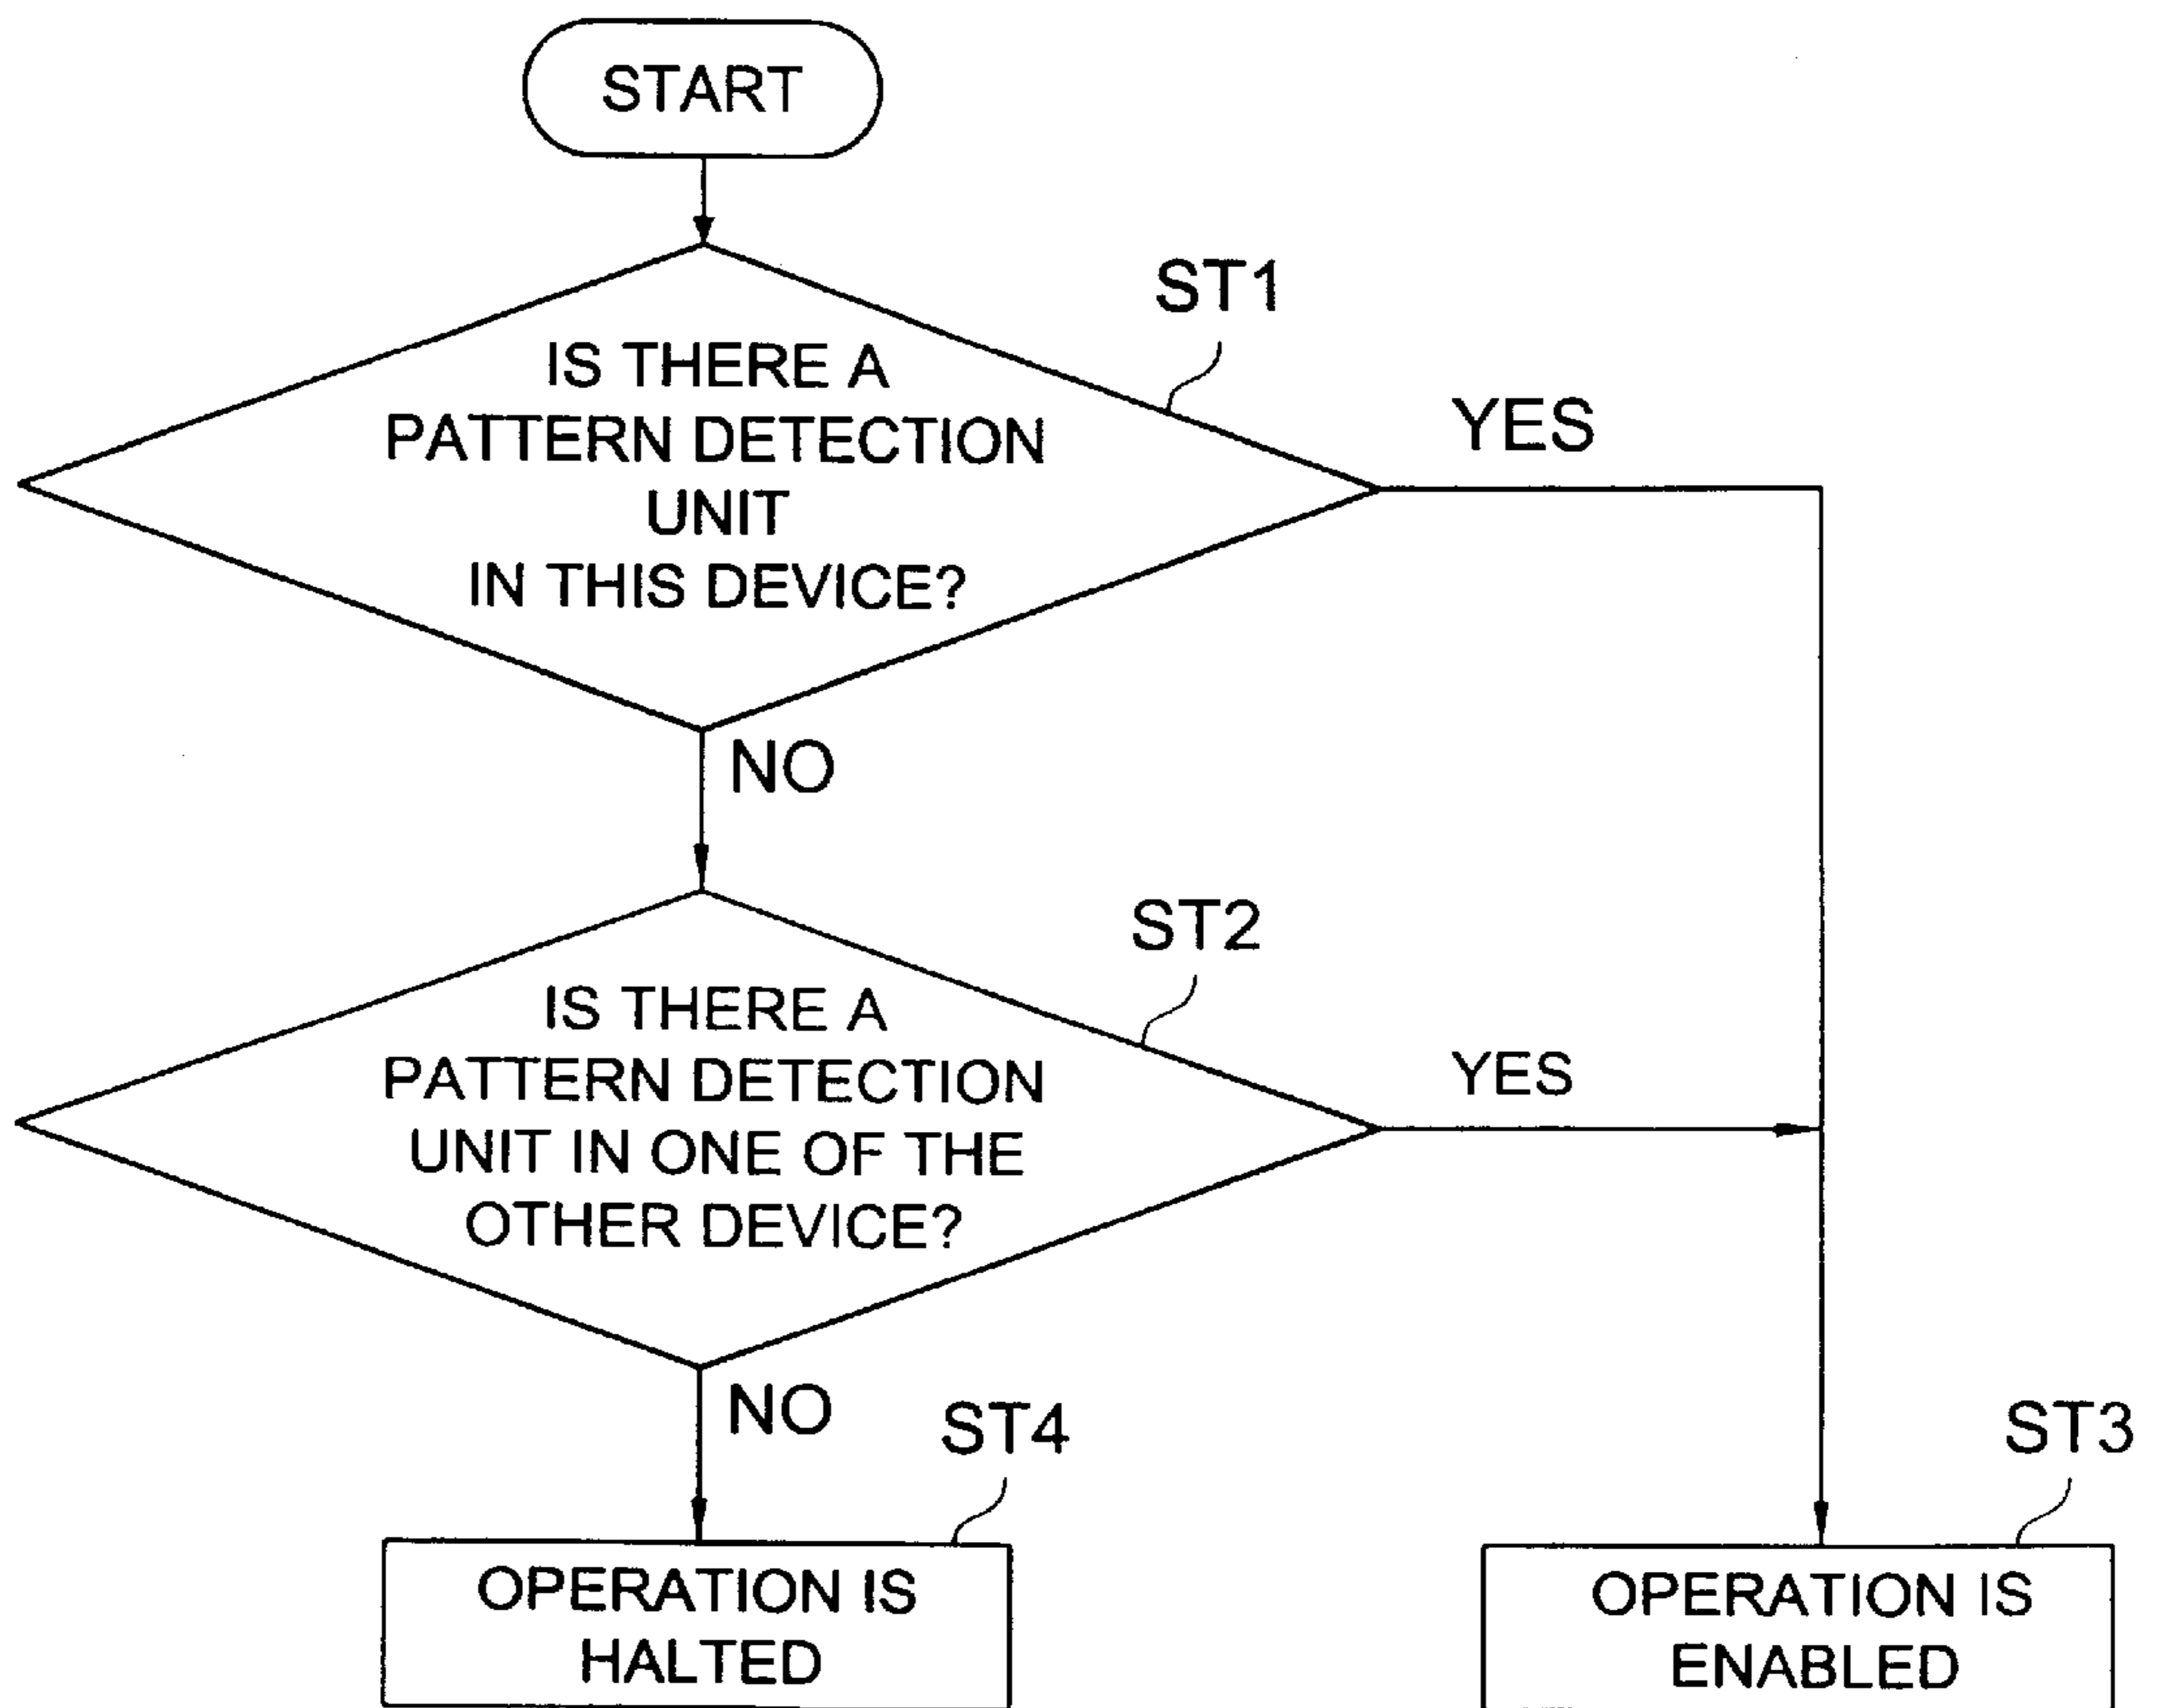 START
ST1
IS THERE A
PATTERN DETECTION
UNIT
IN THIS DEVICE?
YES
NO
ST2
IS THERE A
PATTERN DETECTION
UNIT IN ONE OF THE
OTHER DEVICE?
YES
NO
ST4
OPERATION IS
HALTED
ST3
OPERATION IS
ENABLED